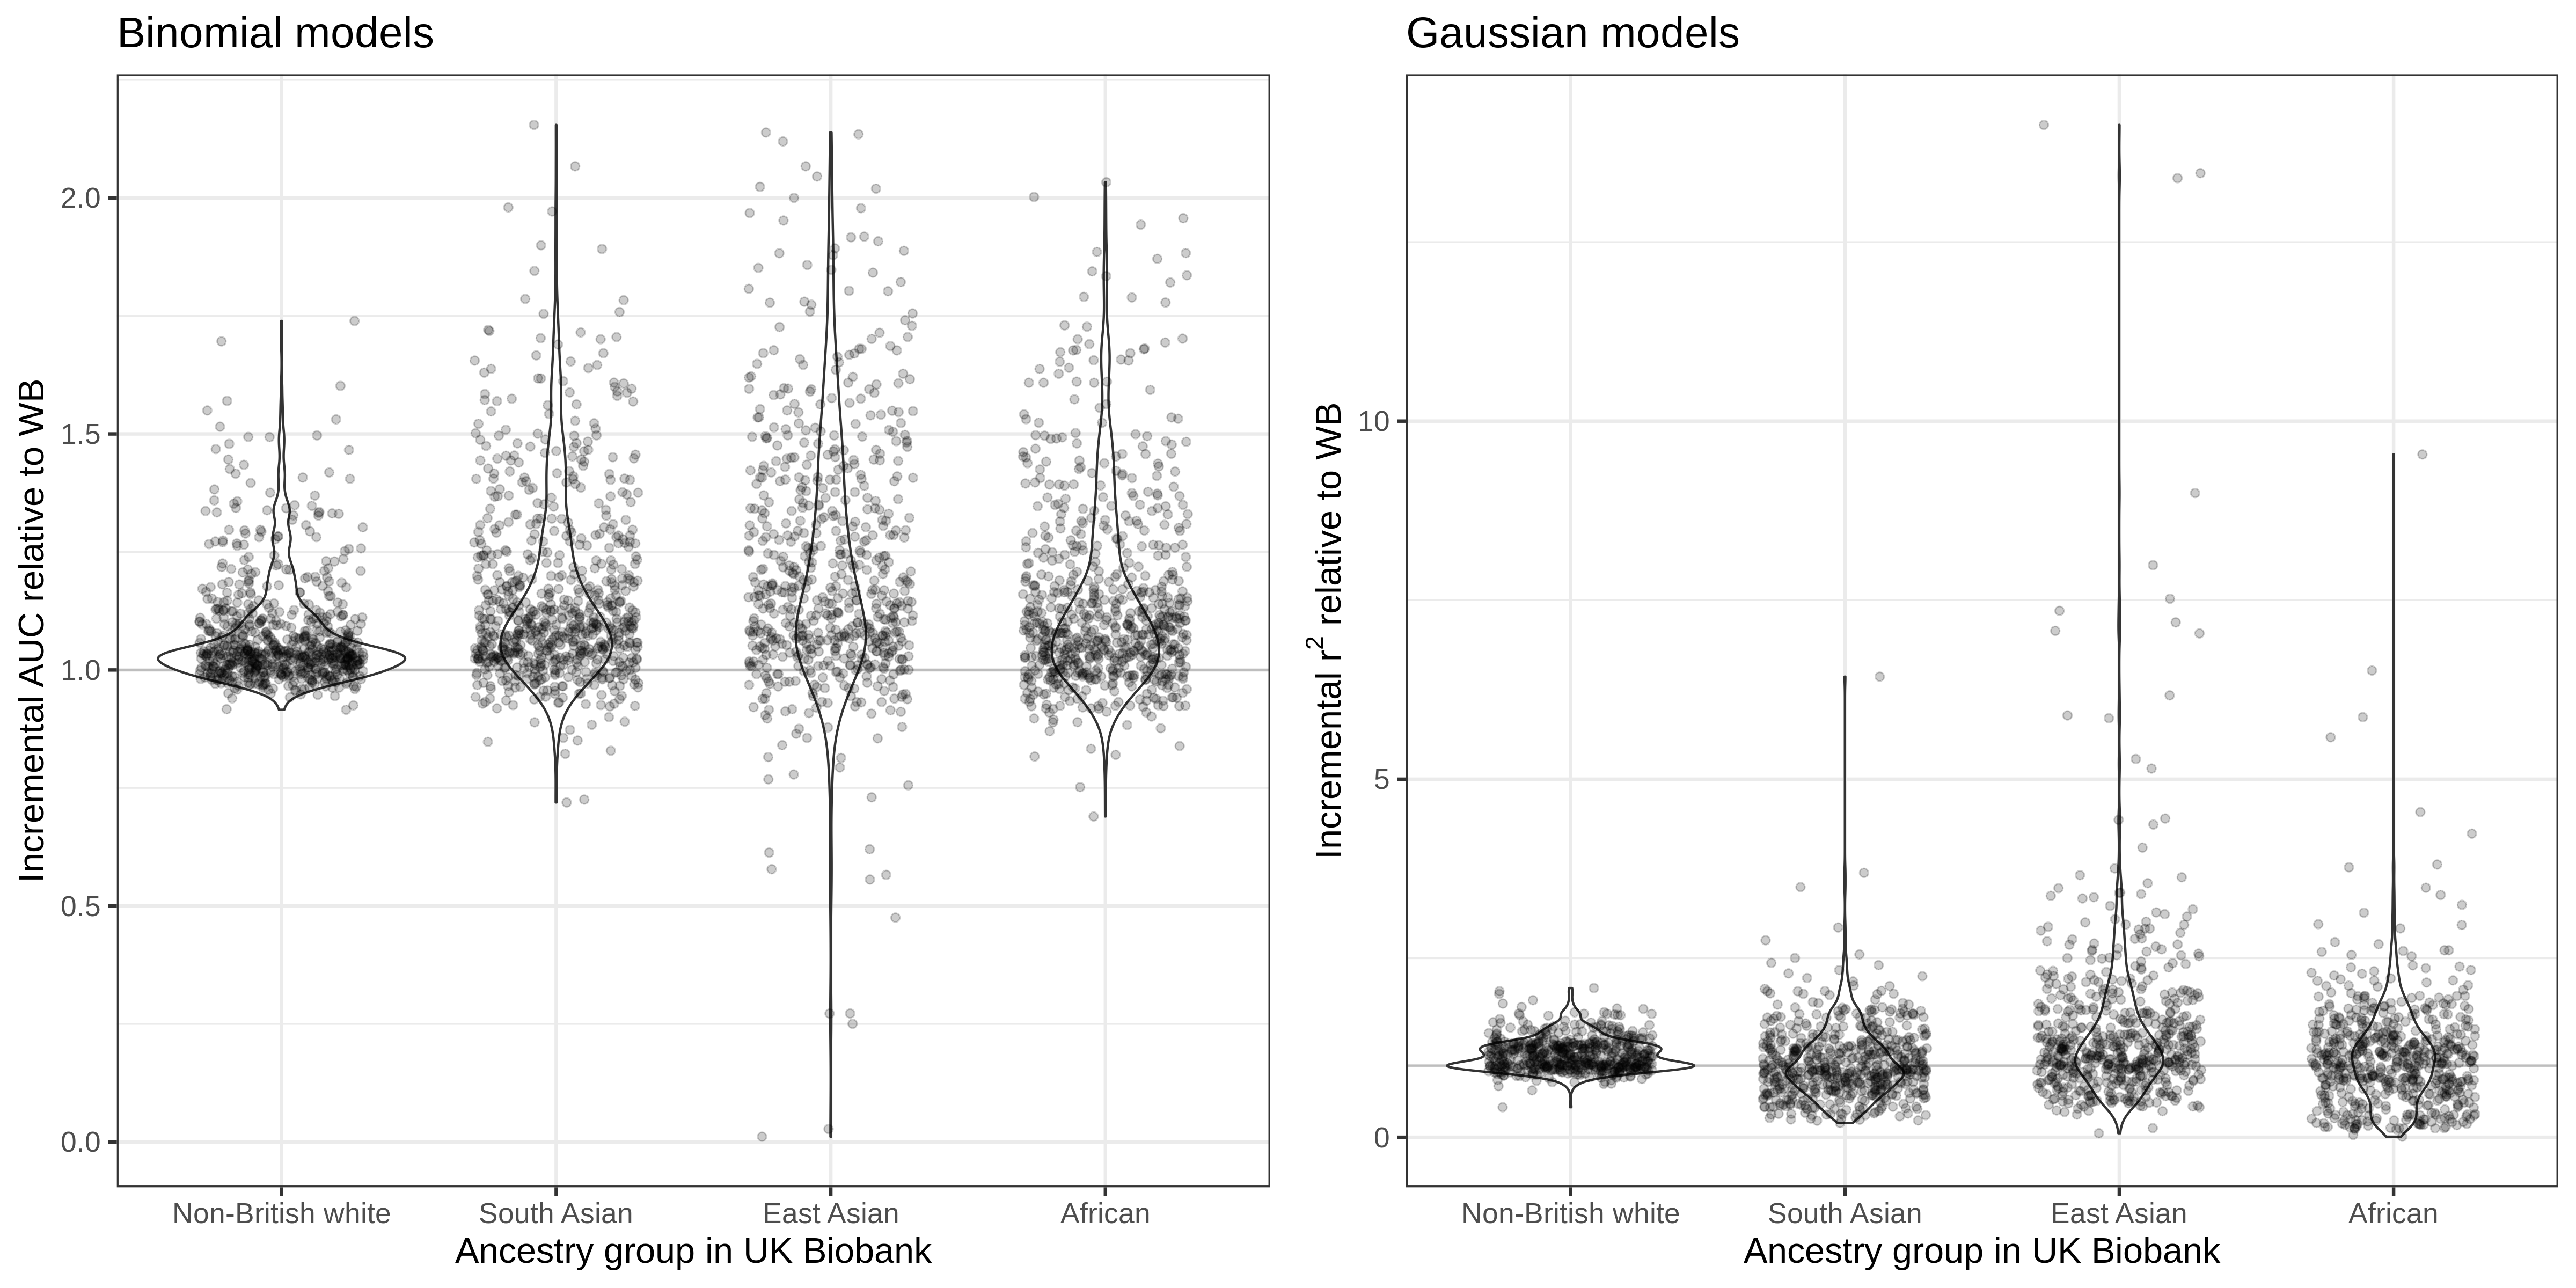 Binomial models
Incremental AUC relative to WB
2.0
1.5
1.0
0.5
0.0
Non-British white South Asian East Asian African
Ancestry group in UK Biobank
Gaussian models
Incremental r² relative to WB
10
5
0
Non-British white South Asian East Asian African
Ancestry group in UK Biobank